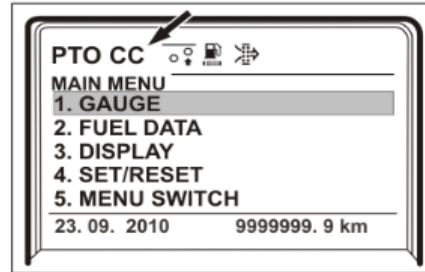 PTO CC
MAIN MENU
1. GAUGE
2. FUEL DATA
3. DISPLAY
4. SET/RESET
5. MENU SWITCH
23. 09. 2010 9999999. 9 km